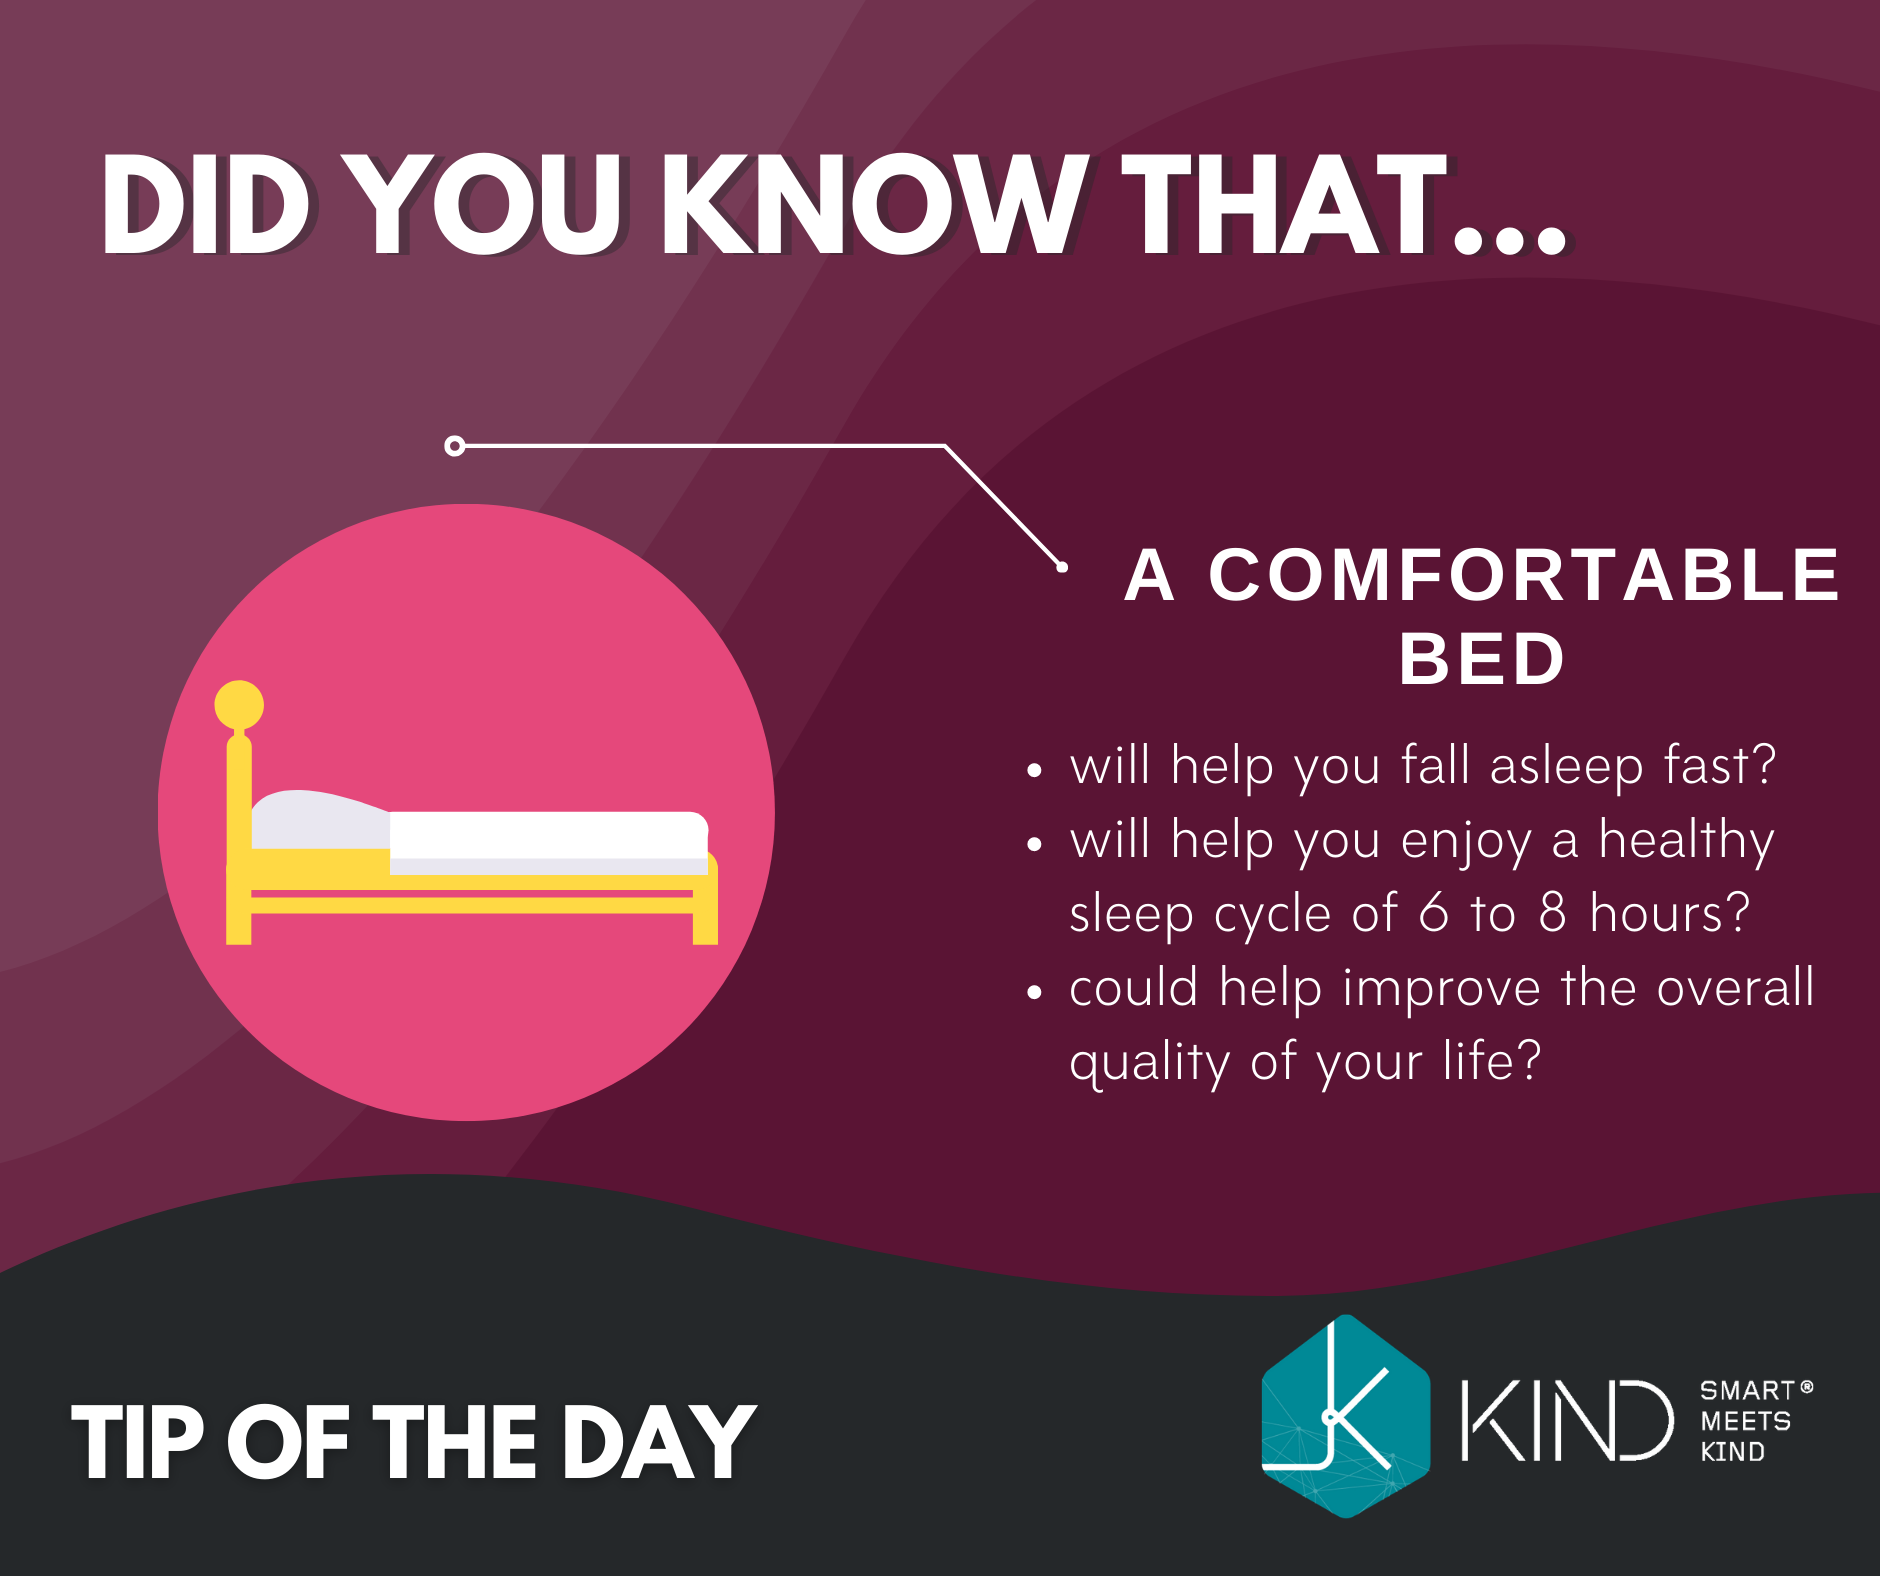 DID YOU KNOW THAT...
A COMFORTABLE
BED
• will help you fall asleep fast?
• will help you enjoy a healthy
sleep cycle of 6 to 8 hours?
• could help improve the overall
quality of your life?
TIP OF THE DAY
KIND
SMART®
MEETS
KIND